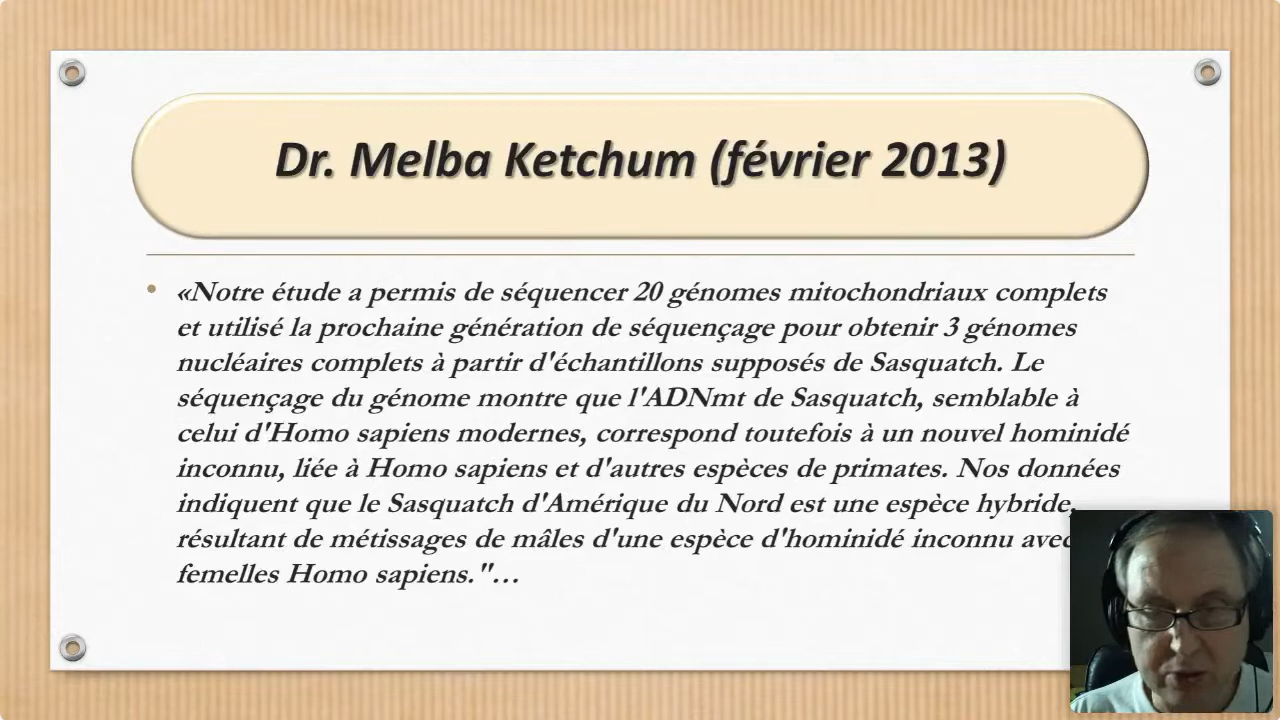 Dr. Melba Ketchum (février 2013)
«Notre étude a permis de séquencer 20 génomes mitochondriaux complets
et utilisé la prochaine génération de séquençage pour obtenir 3 génomes
nucléaires complets à partir d'échantillons supposés de Sasquatch. Le
séquençage du génome montre que l'ADNmt de Sasquatch, semblable à
celui d'Homo sapiens modernes, correspond toutefois à un nouvel hominidé
inconnu, liée à Homo sapiens et d'autres espèces de primates. Nos données
indiquent que le Sasquatch d'Amérique du Nord est une espèce hybride,
résultant de métissages de mâles d'une espèce d'hominidé inconnu avec
femelles Homo sapiens."…